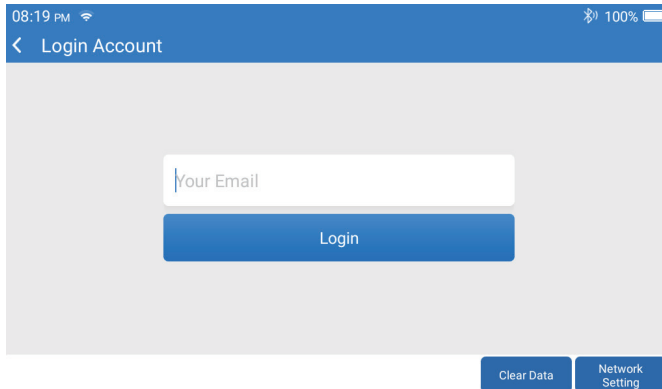 08:19 PM 100%
Login Account
Your Email
Login
Clear Data
Network
Setting